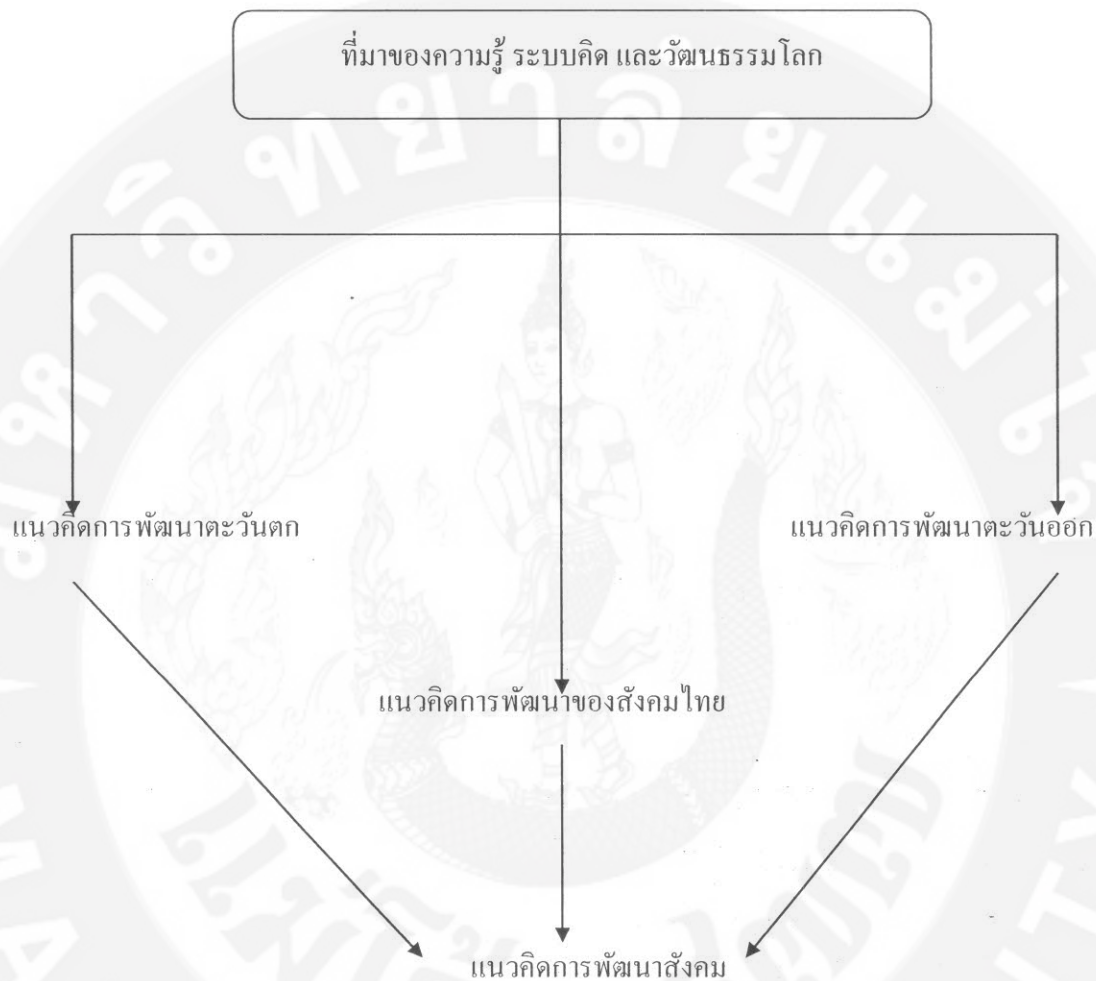 ที่มาของความรู้ ระบบคิด และวัฒนธรรมโลก
แนวคิดการพัฒนาตะวันตก
แนวคิดการพัฒนาตะวันออก
แนวคิดการพัฒนาของสังคมไทย
แนวคิดการพัฒนาสังคม